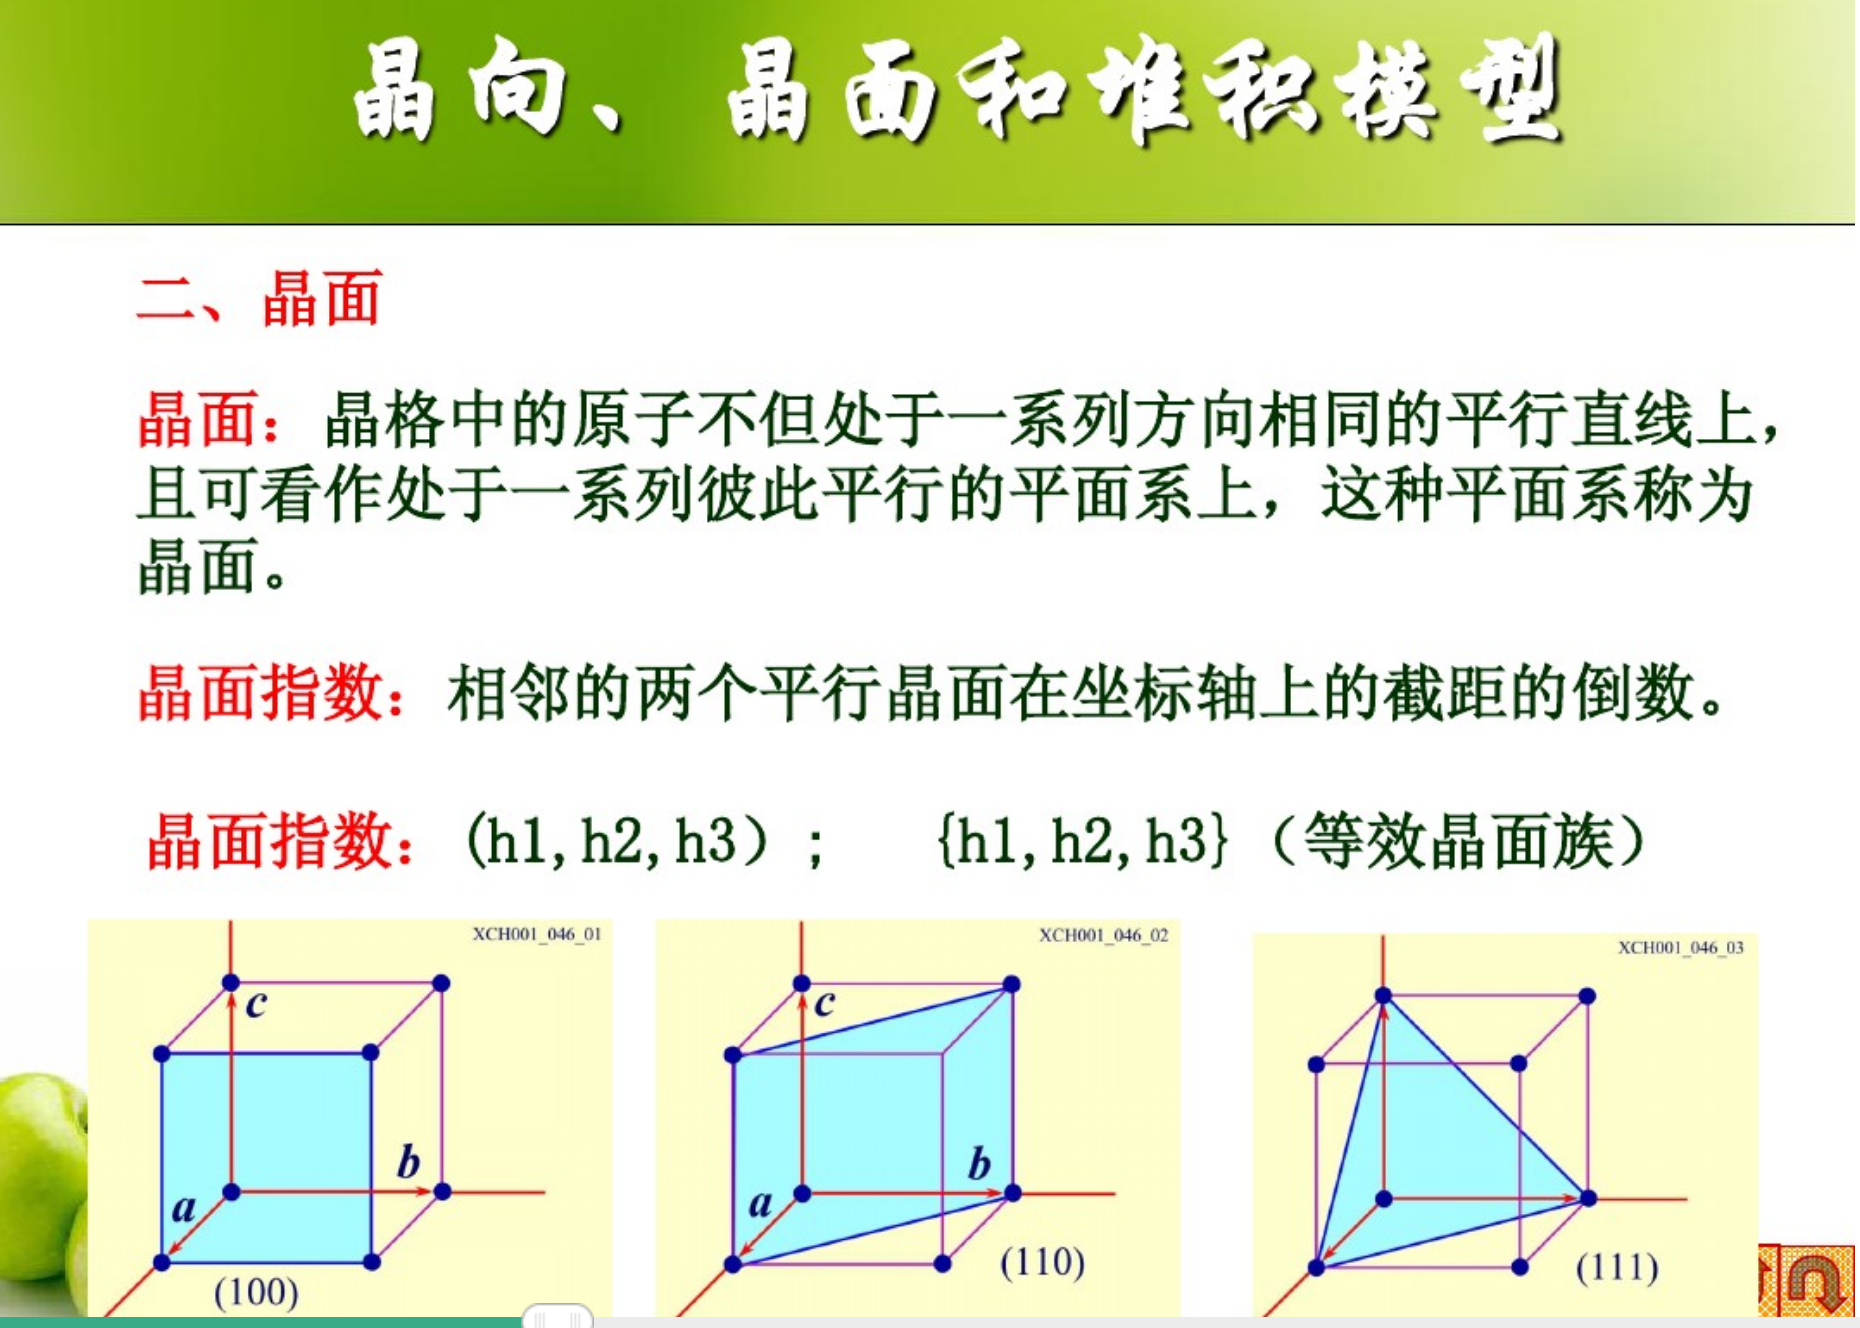 晶向、晶面和堆积模型
二、晶面
晶面：晶格中的原子不但处于一系列方向相同的平行直线上，
且可看作处于一系列彼此平行的平面系上，这种平面系称为
晶面。
晶面指数：相邻的两个平行晶面在坐标轴上的截距的倒数。
晶面指数：(h1,h2,h3）; {h1,h2,h3}（等效晶面族）
XCH001_046_01
c
b
a
(100)
XCH001_046_02
c
b
a
(110)
XCH001_046_03
(111)